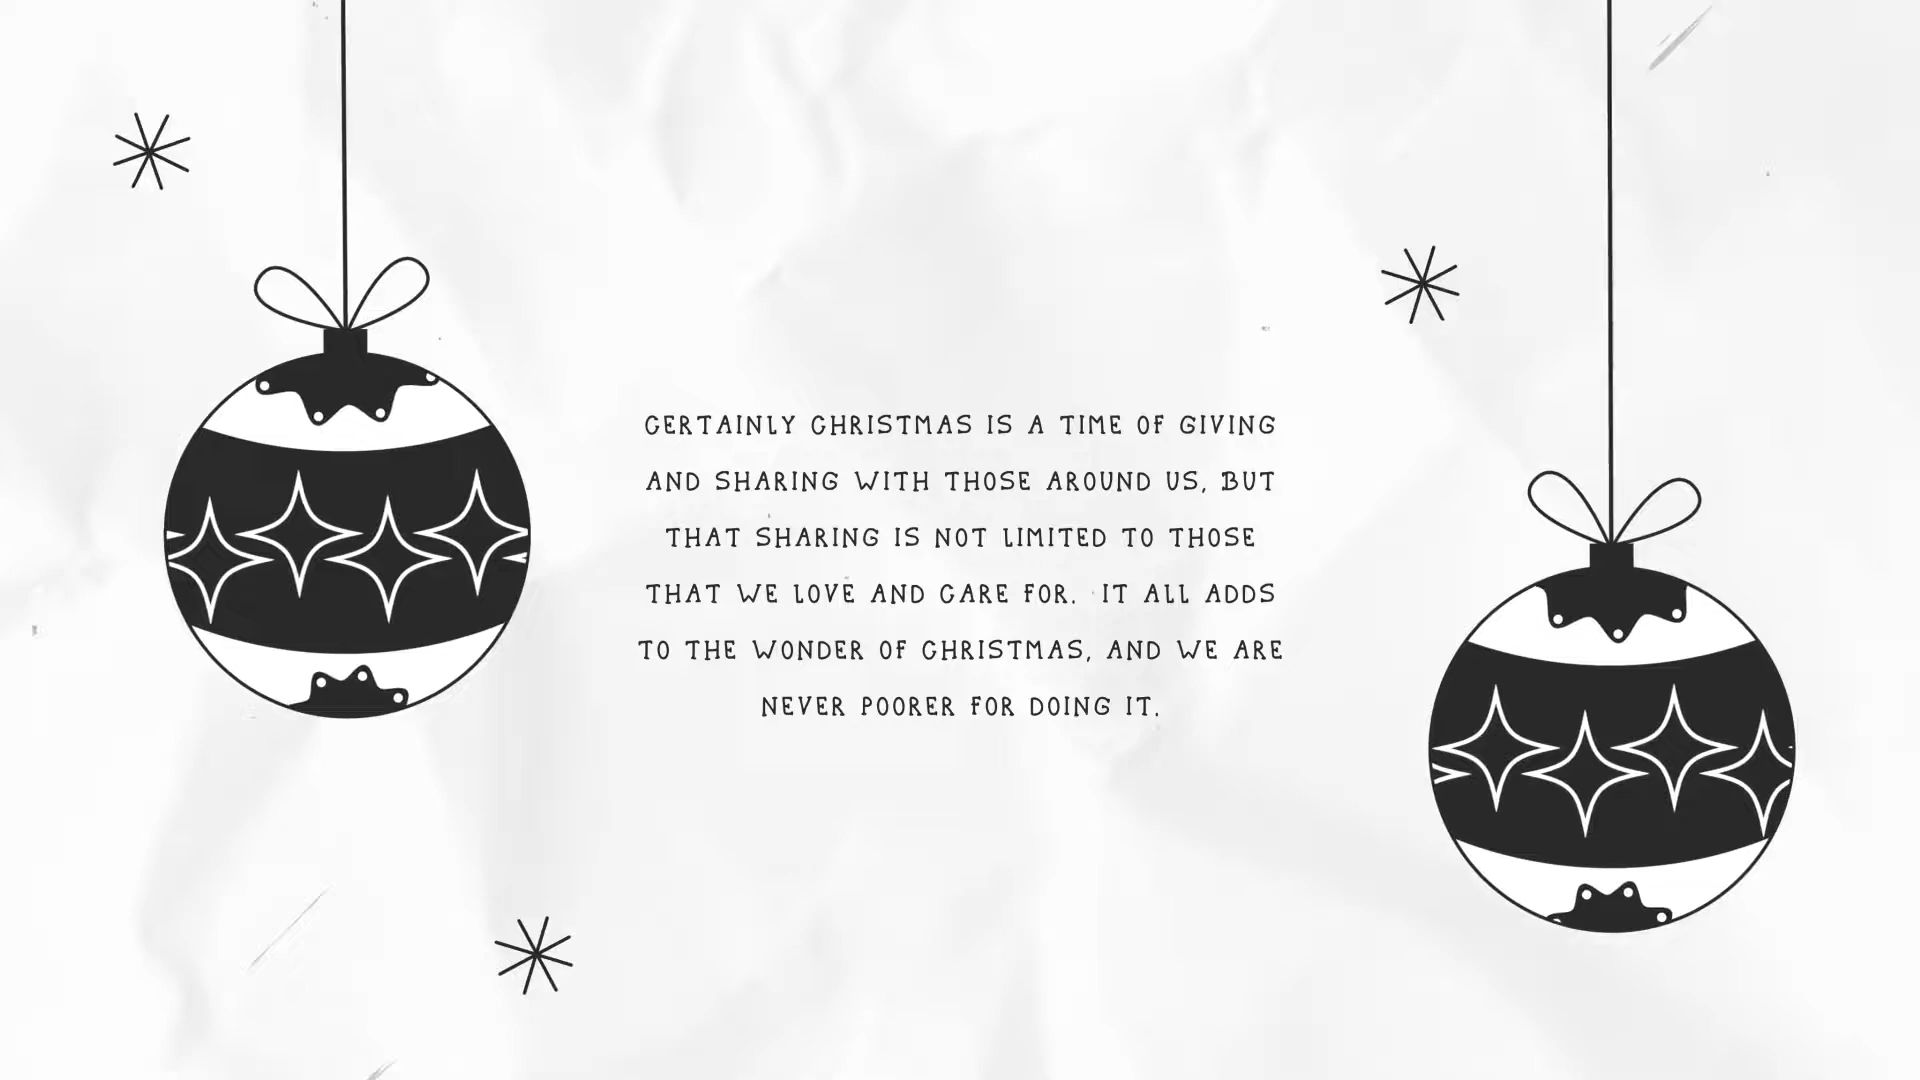 CERTAINLY CHRISTMAS IS A TIME OF GIVING
AND SHARING WITH THOSE AROUND US, BUT
THAT SHARING IS NOT LIMITED TO THOSE
THAT WE LOVE AND CARE FOR. IT ALL ADDS
TO THE WONDER OF CHRISTMAS, AND WE ARE
NEVER POORER FOR DOING IT.